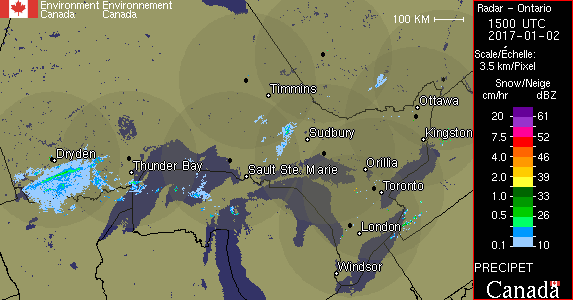 Environment Environnement
Canada Canada
100 KM
Timmins
Ottawa
Sudbury
Kingston
Dryden
Thunder Bay
Sault Ste. Marie
Orillia
Toronto
London
Windsor
Radar - Ontario
1500 UTC
2017-01-02
Scale/Échelle:
3.5 km/Pixel
Snow/Neige
cm/hr dBZ
20 61
7.5 57
5.5 52
4.0 46
2.0 39
1.0 33
0.5 26
0.1 10
PRECIPET
Canada